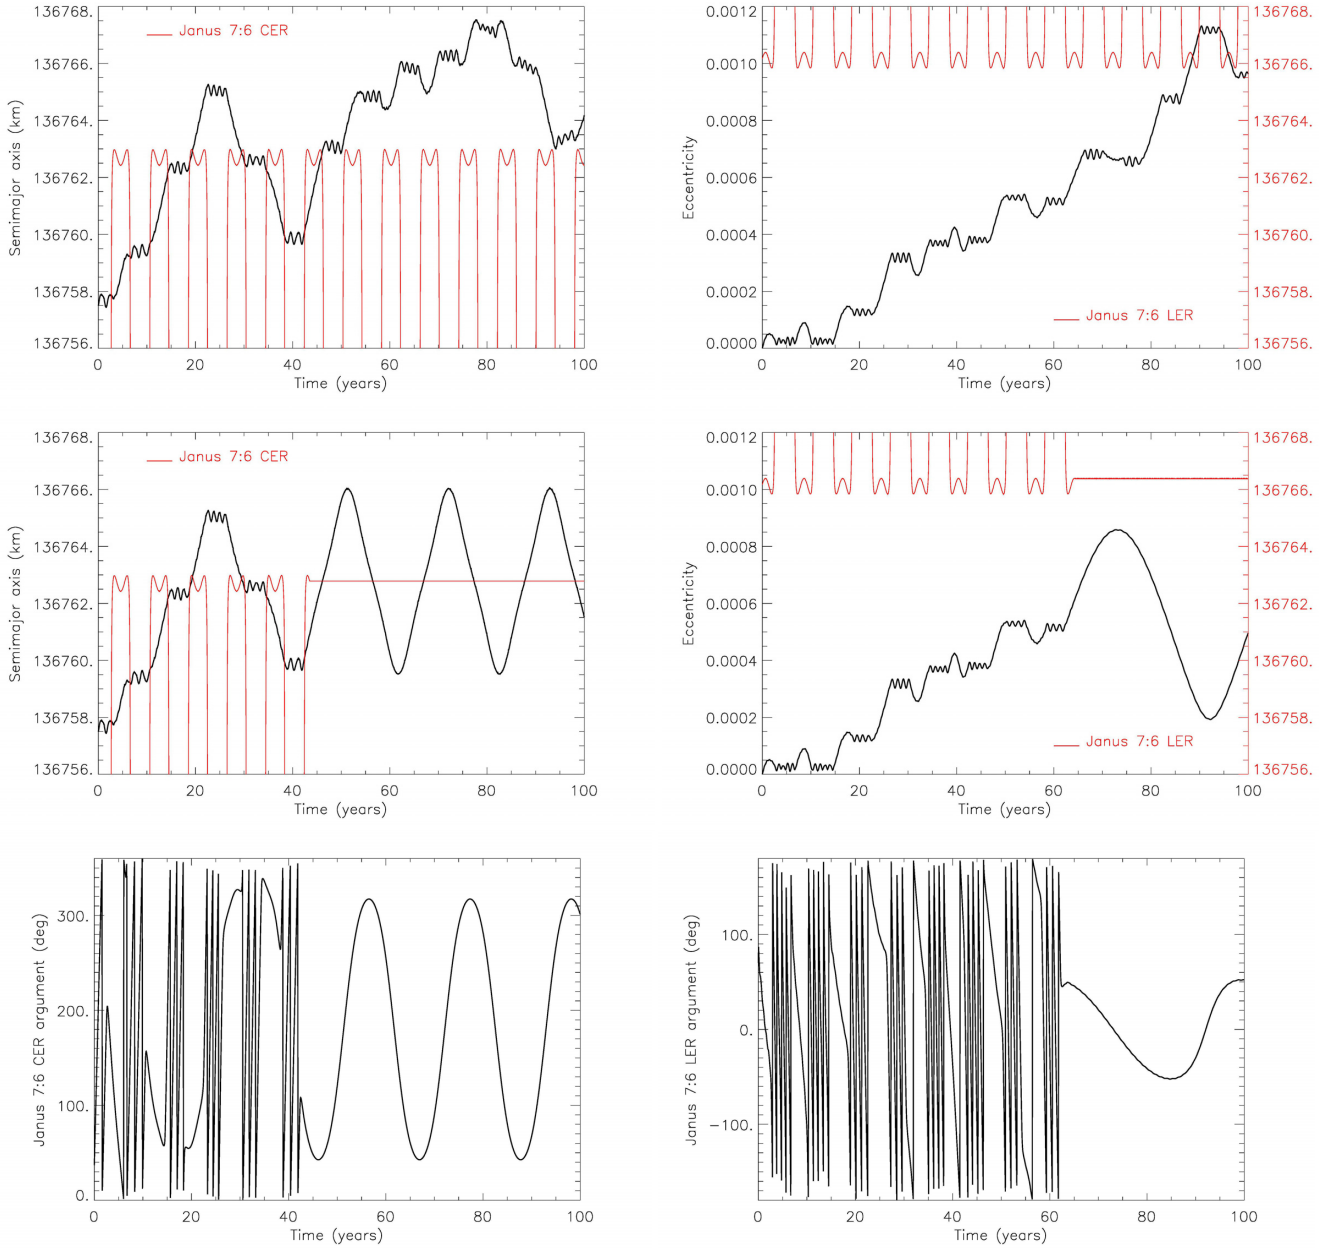 Janus 7:6 CER
Semimajor axis (km)
136768.
136766.
136764.
136762.
136760.
136758.
136756.
0 20 40 60 80 100
Time (years)
Eccentricity
0.0012
0.0010
0.0008
0.0006
0.0004
0.0002
0.0000
136768.
136766.
136764.
136762.
136760.
136758.
136756.
Janus 7:6 LER
0 20 40 60 80 100
Time (years)
Janus 7:6 CER
Semimajor axis (km)
136768.
136766.
136764.
136762.
136760.
136758.
136756.
0 20 40 60 80 100
Time (years)
Eccentricity
0.0012
0.0010
0.0008
0.0006
0.0004
0.0002
0.0000
136768.
136766.
136764.
136762.
136760.
136758.
136756.
Janus 7:6 LER
0 20 40 60 80 100
Time (years)
Janus 7:6 CER argument (deg)
300.
200.
100.
0.
0 20 40 60 80 100
Time (years)
Janus 7:6 LER argument (deg)
100.
0.
−100.
0 20 40 60 80 100
Time (years)